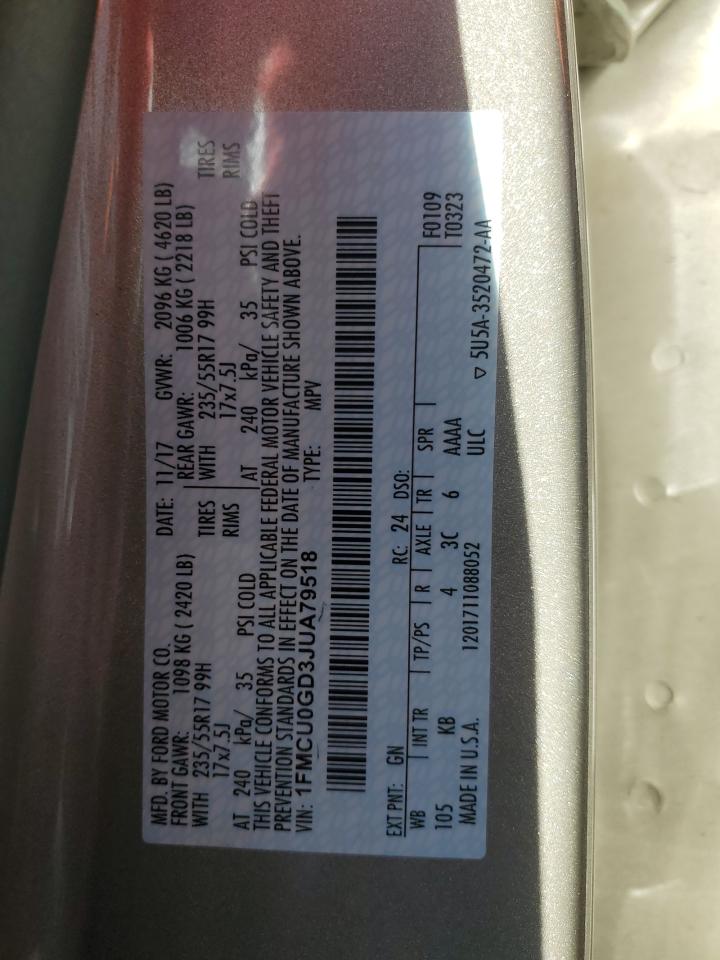 MFD. BY FORD MOTOR CO. DATE: 11/17 GVWR: 2096 KG ( 4620 LB)
FRONT GAWR: 1098 KG ( 2420 LB) REAR GAWR: 1006 KG ( 2218 LB)
WITH 235/55R17 99H TIRES WITH 235/55R17 99H TIRES
17x7.5J RIMS 17x7.5J RIMS
AT 240 kPa/ 35 PSI COLD AT 240 kPa/ 35 PSI COLD
THIS VEHICLE CONFORMS TO ALL APPLICABLE FEDERAL MOTOR VEHICLE SAFETY AND THEFT
PREVENTION STANDARDS IN EFFECT ON THE DATE OF MANUFACTURE SHOWN ABOVE.
VIN: 1FMCU0GD3JUA79518 TYPE: MPV
EXT PNT: GN RC: 24 DSO: F0109
WB INT TR TP/PS R AXLE TR SPR T0323
105 KB 4 3C 6 AAAA
MADE IN U.S.A. 1201711088052 ULC ▽ 5U5A-3520472-AA